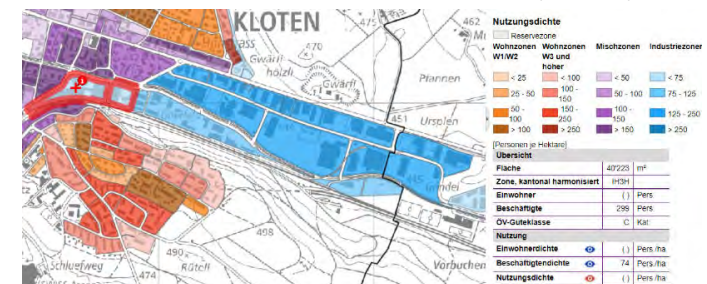 KLOTEN
475
462
470
Gwärfi
hölzli
Gwärfi
Pfannen
451
Ursolen
445
490
498
Schluefweg
474
Rüteli
Vorbuchen
Nutzungsdichte
Reservezone
Wohnzonen W1/W2
Wohnzonen W3 und höher
Mischzonen
Industriezonen
< 25
< 100
< 50
< 75
25 - 50
100 - 150
50 - 100
75 - 125
50 - 100
150 - 250
100 - 150
125 - 250
> 100
> 250
> 150
> 250
[Personen je Hektare]
Übersicht
Fläche 40'223 m²
Zone, kantonal harmonisiert IH3H
Einwohner ( ) Pers
Beschäftigte 299 Pers
ÖV-Güteklasse C Kat
Nutzung
Einwohnerdichte ( ) Pers./ha
Beschäftigtendichte 74 Pers./ha
Nutzungsdichte ( ) Pers./ha